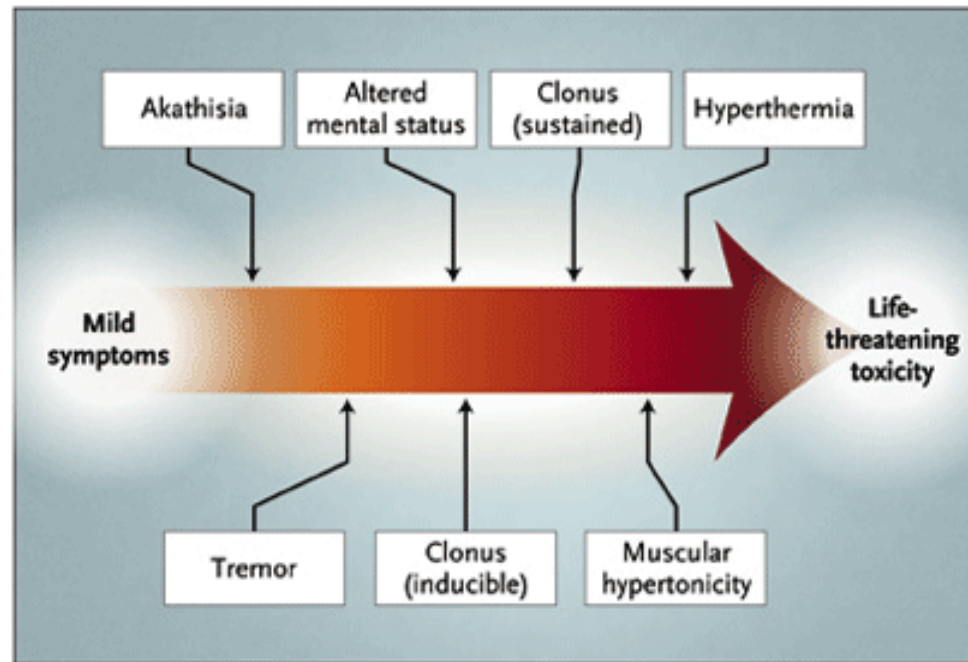 Akathisia
Altered
mental status
Clonus
(sustained)
Hyperthermia
Mild
symptoms
Life-
threatening
toxicity
Tremor
Clonus
(inducible)
Muscular
hypertonicity